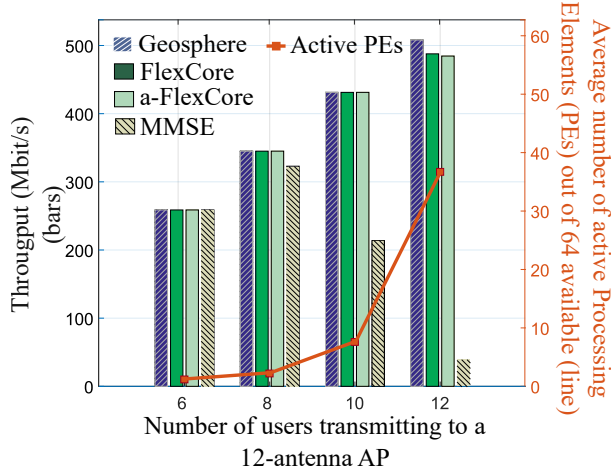 Througput (Mbit/s)
(bars)
500
400
300
200
100
0
Geosphere
FlexCore
a-FlexCore
MMSE
Active PEs
60
50
40
30
20
10
0
Average number of active Processing
Elements (PEs) out of 64 available (line)
6 8 10 12
Number of users transmitting to a
12-antenna AP